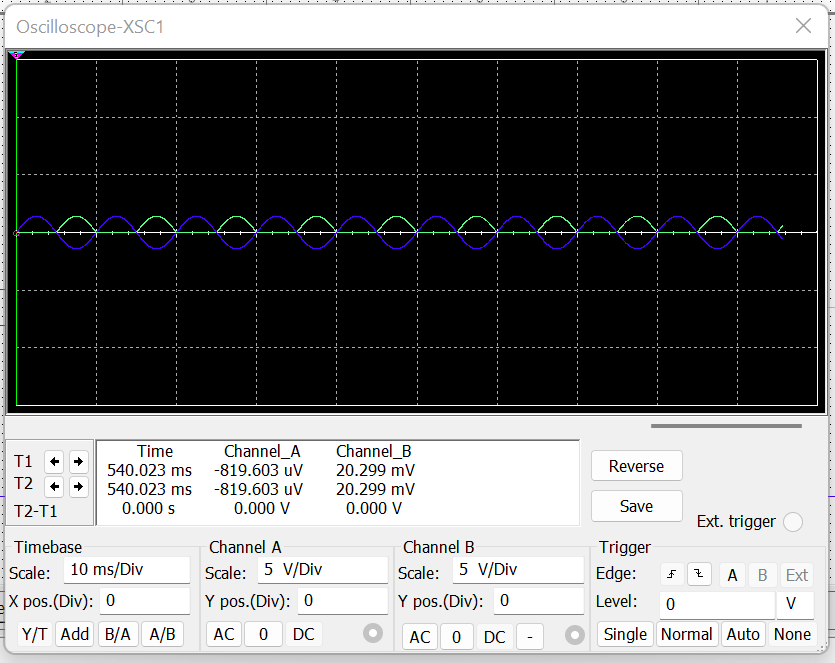 Oscilloscope-XSC1
Time Channel_A Channel_B
T1 540.023 ms -819.603 uV 20.299 mV
T2 540.023 ms -819.603 uV 20.299 mV
T2-T1 0.000 s 0.000 V 0.000 V
Reverse
Save
Ext. trigger
Timebase
Scale: 10 ms/Div
X pos.(Div): 0
Y/T Add B/A A/B
Channel A
Scale: 5 V/Div
Y pos.(Div): 0
AC 0 DC
Channel B
Scale: 5 V/Div
Y pos.(Div): 0
AC 0 DC -
Trigger
Edge: A B Ext
Level: 0 V
Single Normal Auto None